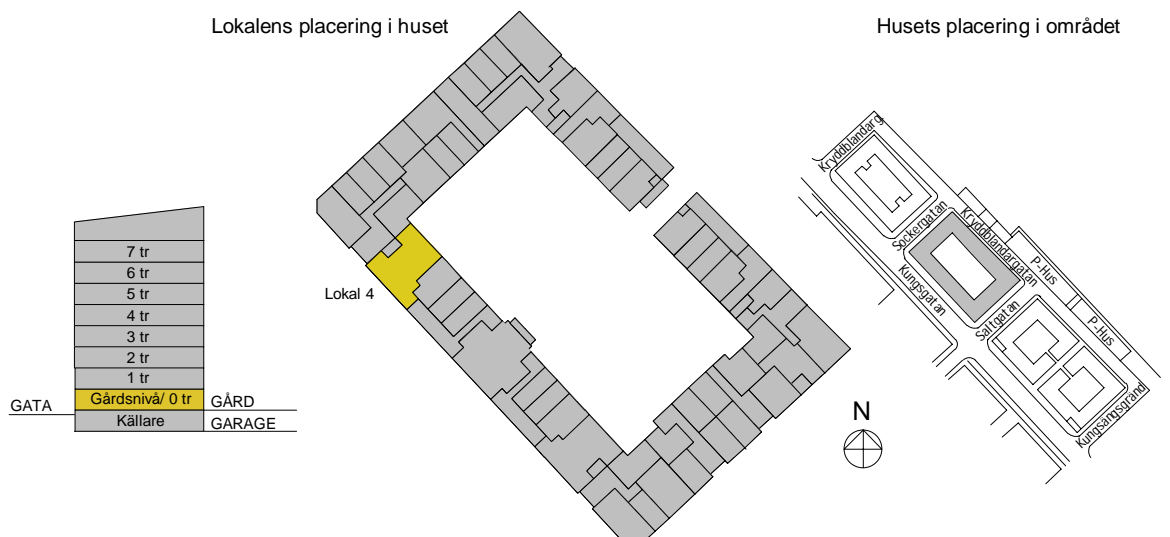 Lokalens placering i huset
Husets placering i området
7 tr
6 tr
5 tr
4 tr
3 tr
2 tr
1 tr
Gårdsnivå/ 0 tr
Källare
GATA
GÅRD
GARAGE
Lokal 4
N
Kryddblandarg.
Sockergatan
Kryddblandargatan
Kungsgatan
Saltgatan
P-Hus
P-Hus
Kungsängsgränd